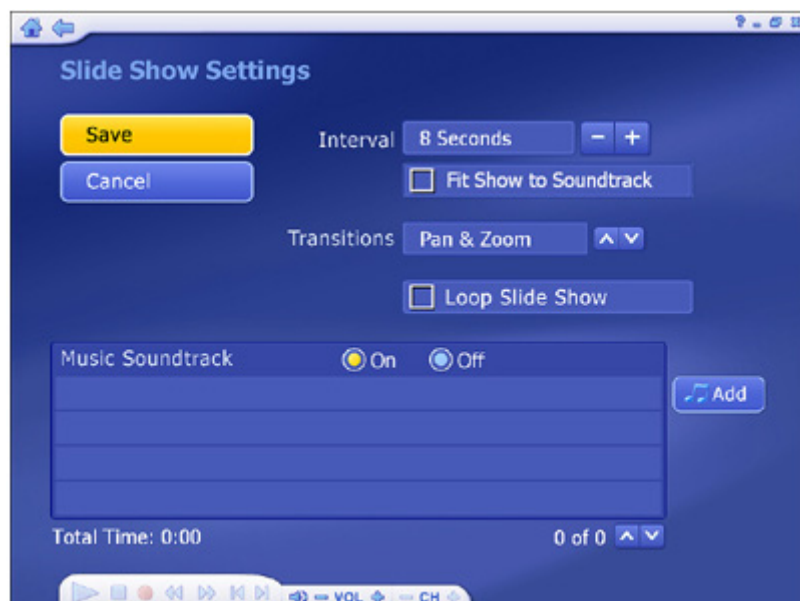 ?
Slide Show Settings
Save
Interval 8 Seconds - +
Cancel
Fit Show to Soundtrack
Transitions Pan & Zoom
Loop Slide Show
Music Soundtrack On Off
Add
Total Time: 0:00 0 of 0
VOL CH